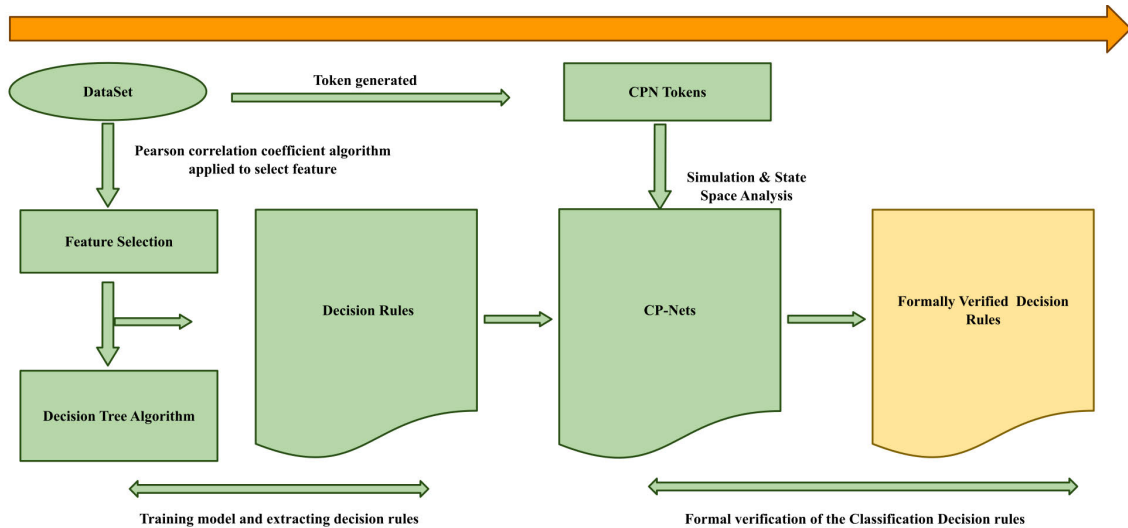 DataSet
Token generated
CPN Tokens
Pearson correlation coefficient algorithm
applied to select feature
Simulation & State
Space Analysis
Feature Selection
Decision Rules
CP-Nets
Formally Verified Decision
Rules
Decision Tree Algorithm
Training model and extracting decision rules
Formal verification of the Classification Decision rules